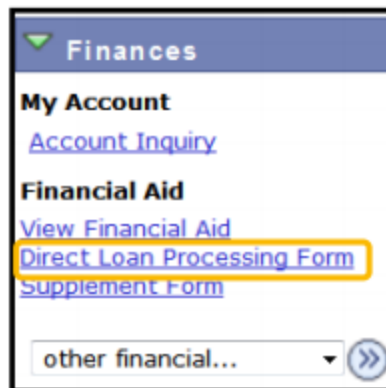 Finances
My Account
Account Inquiry
Financial Aid
View Financial Aid
Direct Loan Processing Form
Supplement Form
other financial...